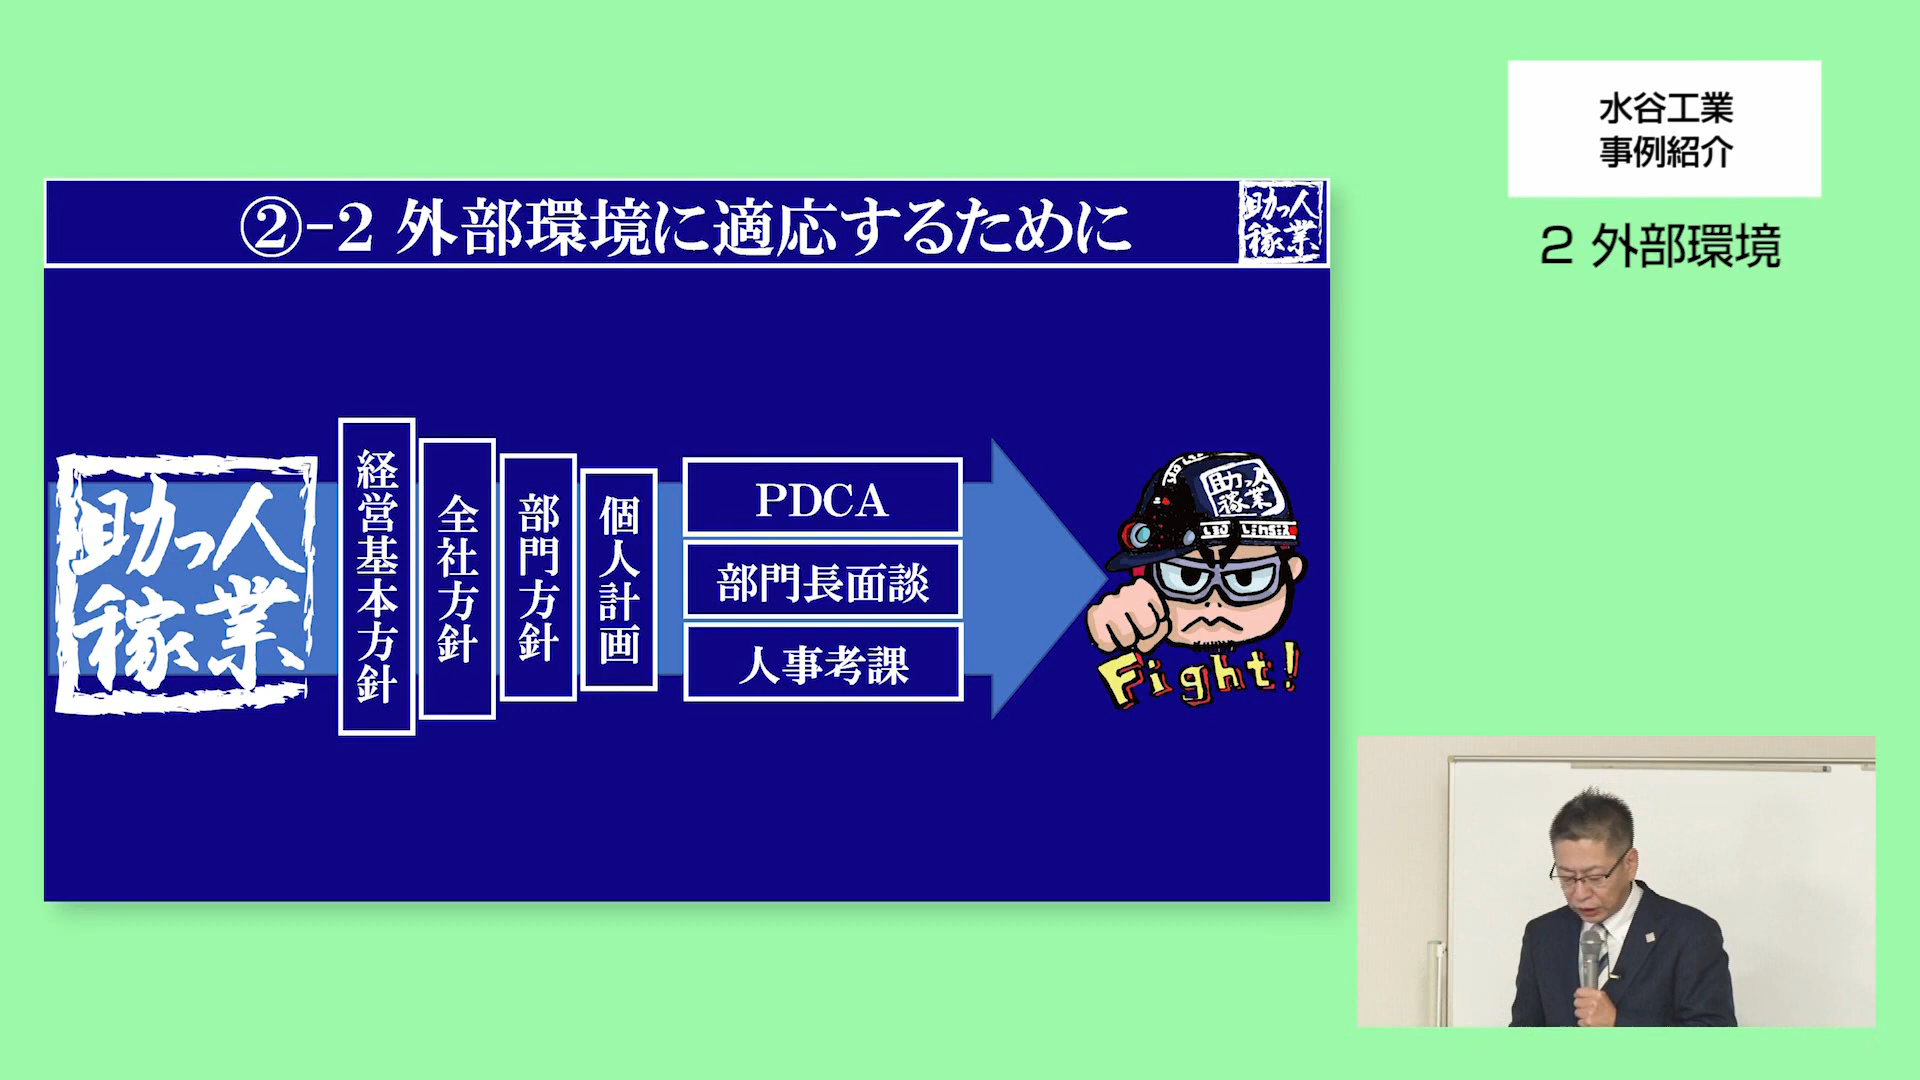 水谷工業
事例紹介
2 外部環境
②-2 外部環境に適応するために
助っ人
稼業
助っ人
稼業
経営基本方針
全社方針
部門方針
個人計画
PDCA
部門長面談
人事考課
助っ人
稼業
Fight!